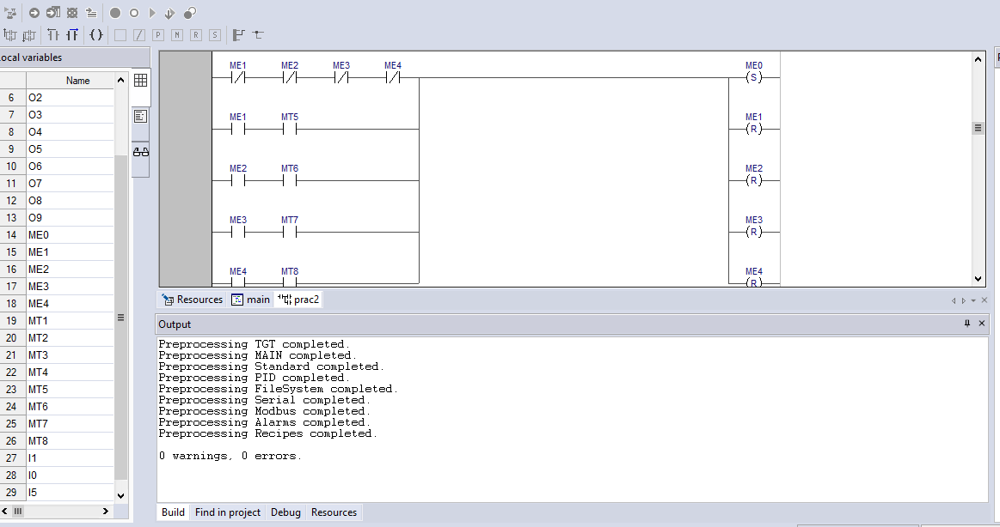 P N R S
ocal variables
Name
6 O2
7 O3
8 O4
9 O5
10 O6
11 O7
12 O8
13 O9
14 ME0
15 ME1
16 ME2
17 ME3
18 ME4
19 MT1
20 MT2
21 MT3
22 MT4
23 MT5
24 MT6
25 MT7
26 MT8
27 I1
28 I0
29 I5
ME1 ME2 ME3 ME4 ME0
(S)
ME1 MT5 ME1
(R)
ME2 MT6 ME2
(R)
ME3 MT7 ME3
(R)
ME4 MT8 ME4
(R)
Resources main prac2
Output
Preprocessing TGT completed.
Preprocessing MAIN completed.
Preprocessing Standard completed.
Preprocessing PID completed.
Preprocessing FileSystem completed.
Preprocessing Serial completed.
Preprocessing Modbus completed.
Preprocessing Alarms completed.
Preprocessing Recipes completed.
0 warnings, 0 errors.
Build Find in project Debug Resources